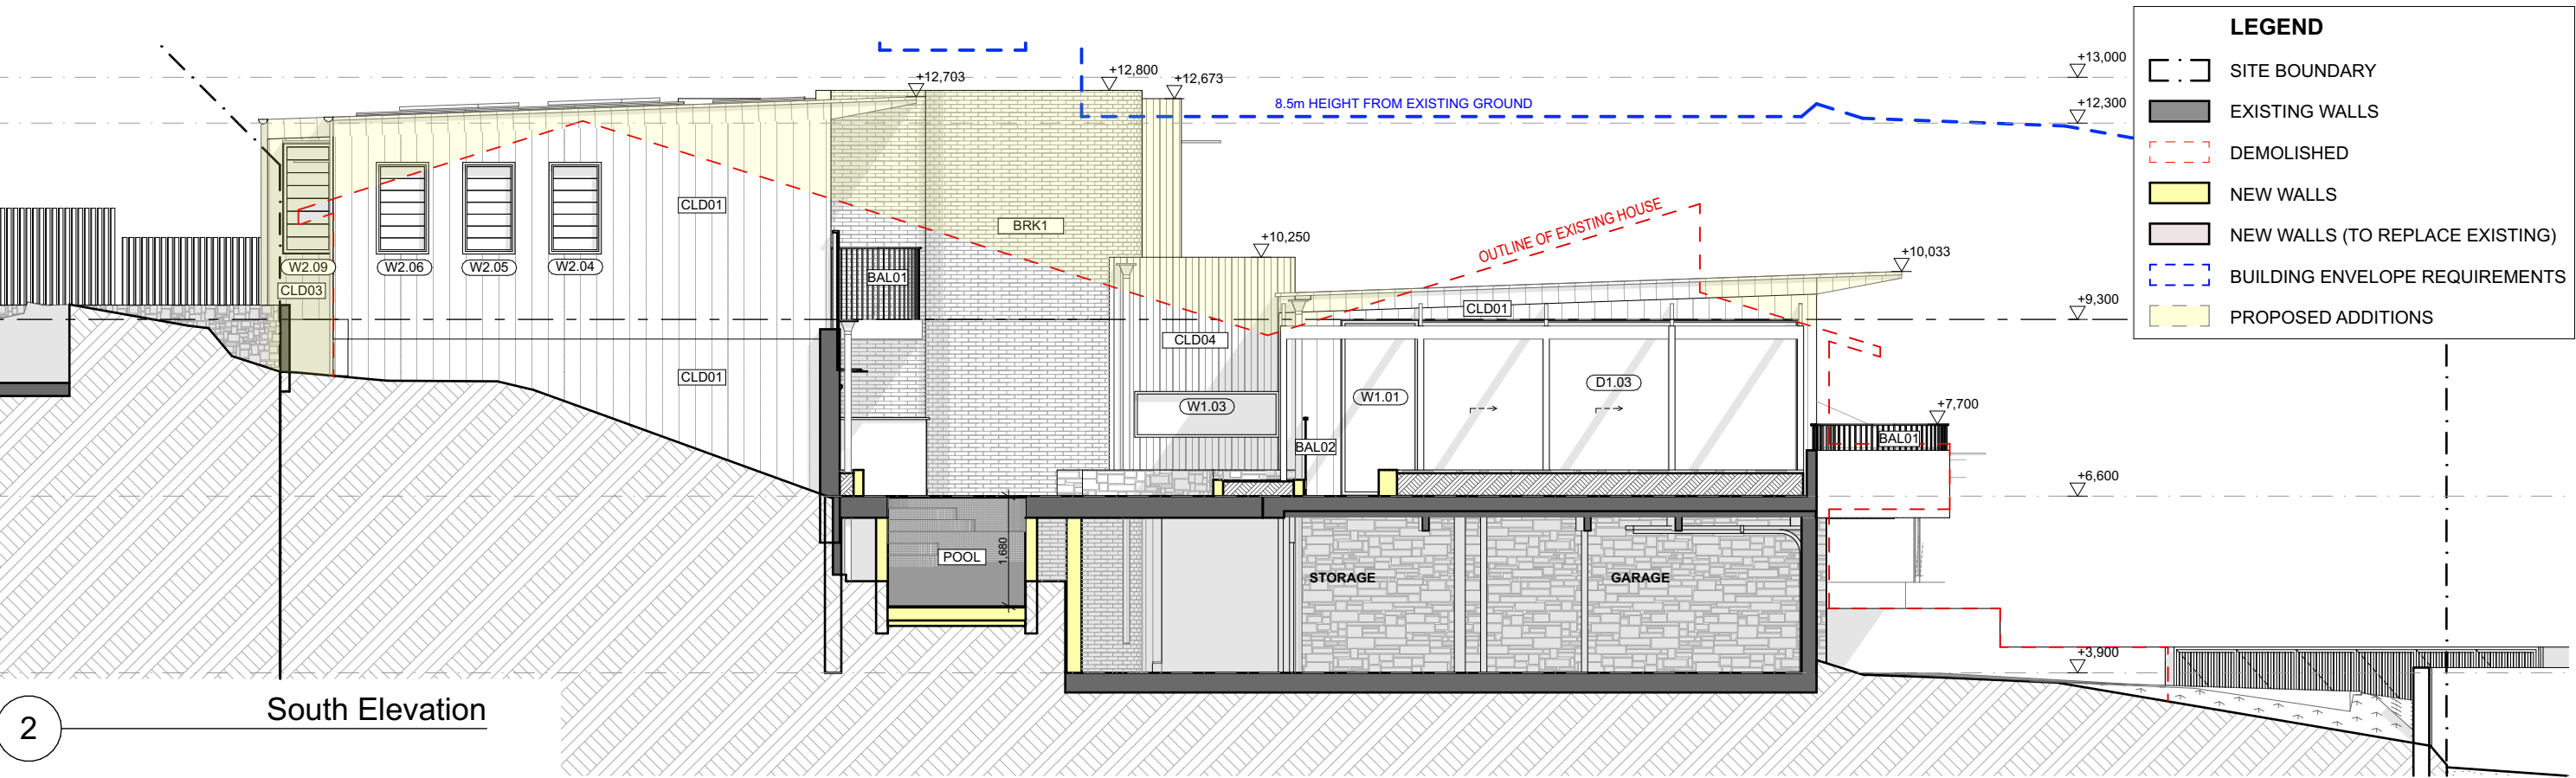 LEGEND
SITE BOUNDARY
EXISTING WALLS
DEMOLISHED
NEW WALLS
NEW WALLS (TO REPLACE EXISTING)
BUILDING ENVELOPE REQUIREMENTS
PROPOSED ADDITIONS
+13,000
+12,300
+12,703
+12,800
+12,673
8.5m HEIGHT FROM EXISTING GROUND
CLD01
OUTLINE OF EXISTING HOUSE
BRK1
+10,250
+10,033
W2.09
W2.06
W2.05
W2.04
BAL01
CLD03
+9,300
CLD01
CLD04
CLD01
W1.01
D1.03
W1.03
+7,700
BAL01
BAL02
+6,600
POOL
1,680
STORAGE
GARAGE
+3,900
2
South Elevation